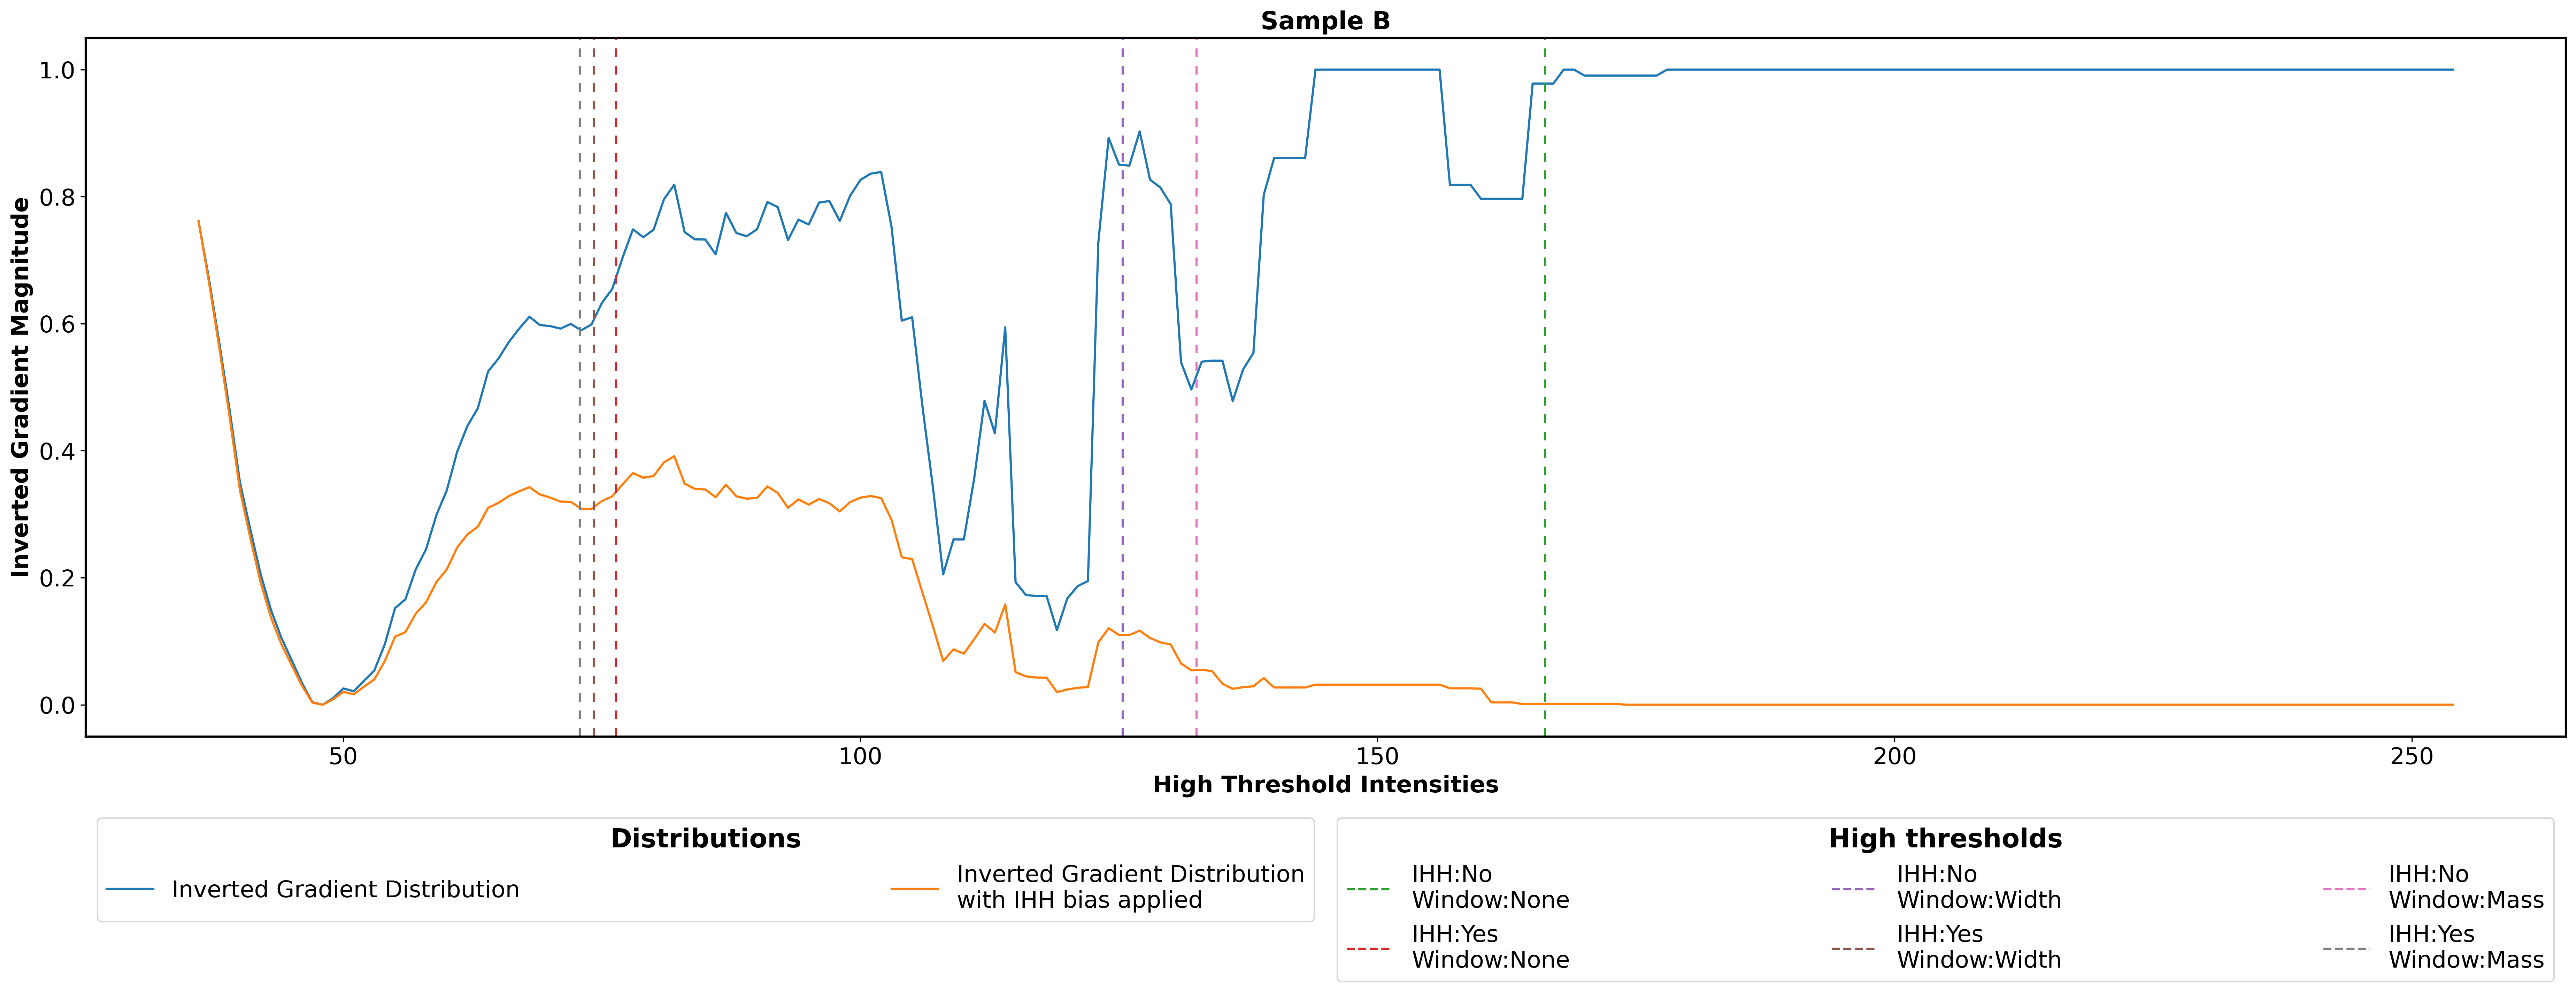 Sample B
1.0
0.8
0.6
0.4
0.2
0.0
Inverted Gradient Magnitude
50
100
150
200
250
High Threshold Intensities
Distributions
Inverted Gradient Distribution
Inverted Gradient Distribution
with IHH bias applied
High thresholds
IHH:No
Window:None
IHH:Yes
Window:None
IHH:No
Window:Width
IHH:Yes
Window:Width
IHH:No
Window:Mass
IHH:Yes
Window:Mass